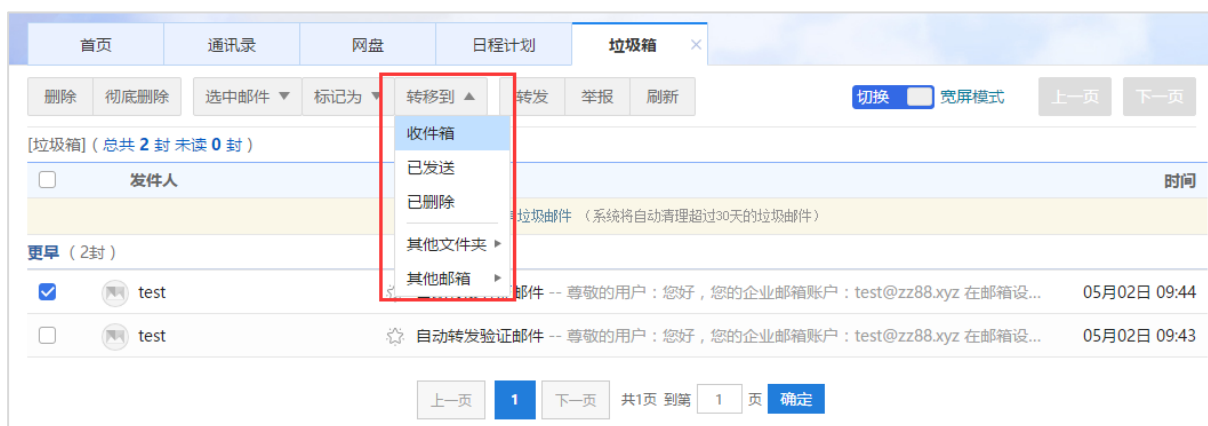 首页 通讯录 网盘 日程计划 垃圾箱 ×
删除 彻底删除 选中邮件 ▼ 标记为 ▼ 转移到 ▲ 转发 举报 刷新 切换 宽屏模式 上一页 下一页
[垃圾箱] ( 总共 2 封 未读 0 封 )
收件箱
已发送
已删除
其他文件夹
其他邮箱
发件人 时间
垃圾邮件 (系统将自动清理超过30天的垃圾邮件)
更早 ( 2封 )
test 邮件 -- 尊敬的用户:您好,您的企业邮箱账户:test@zz88.xyz 在邮箱设... 05月02日 09:44
test 自动转发验证邮件 -- 尊敬的用户:您好,您的企业邮箱账户:test@zz88.xyz 在邮箱设... 05月02日 09:43
上一页 1 下一页 共1页 到第 1 页 确定